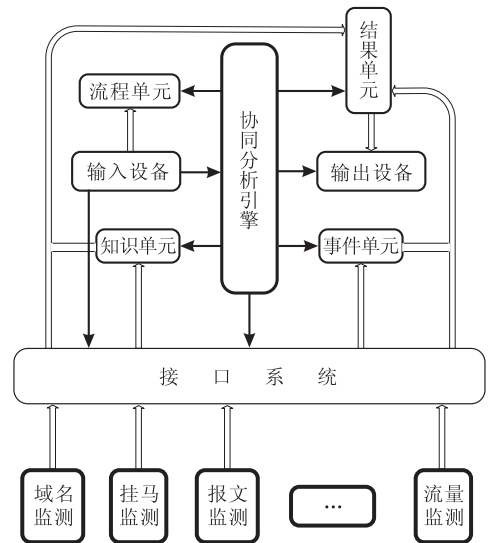 结果单元
流程单元
协同分析引擎
输入设备
输出设备
知识单元
事件单元
接口系统
域名
监测
挂马
监测
报文
监测
...
流量
监测